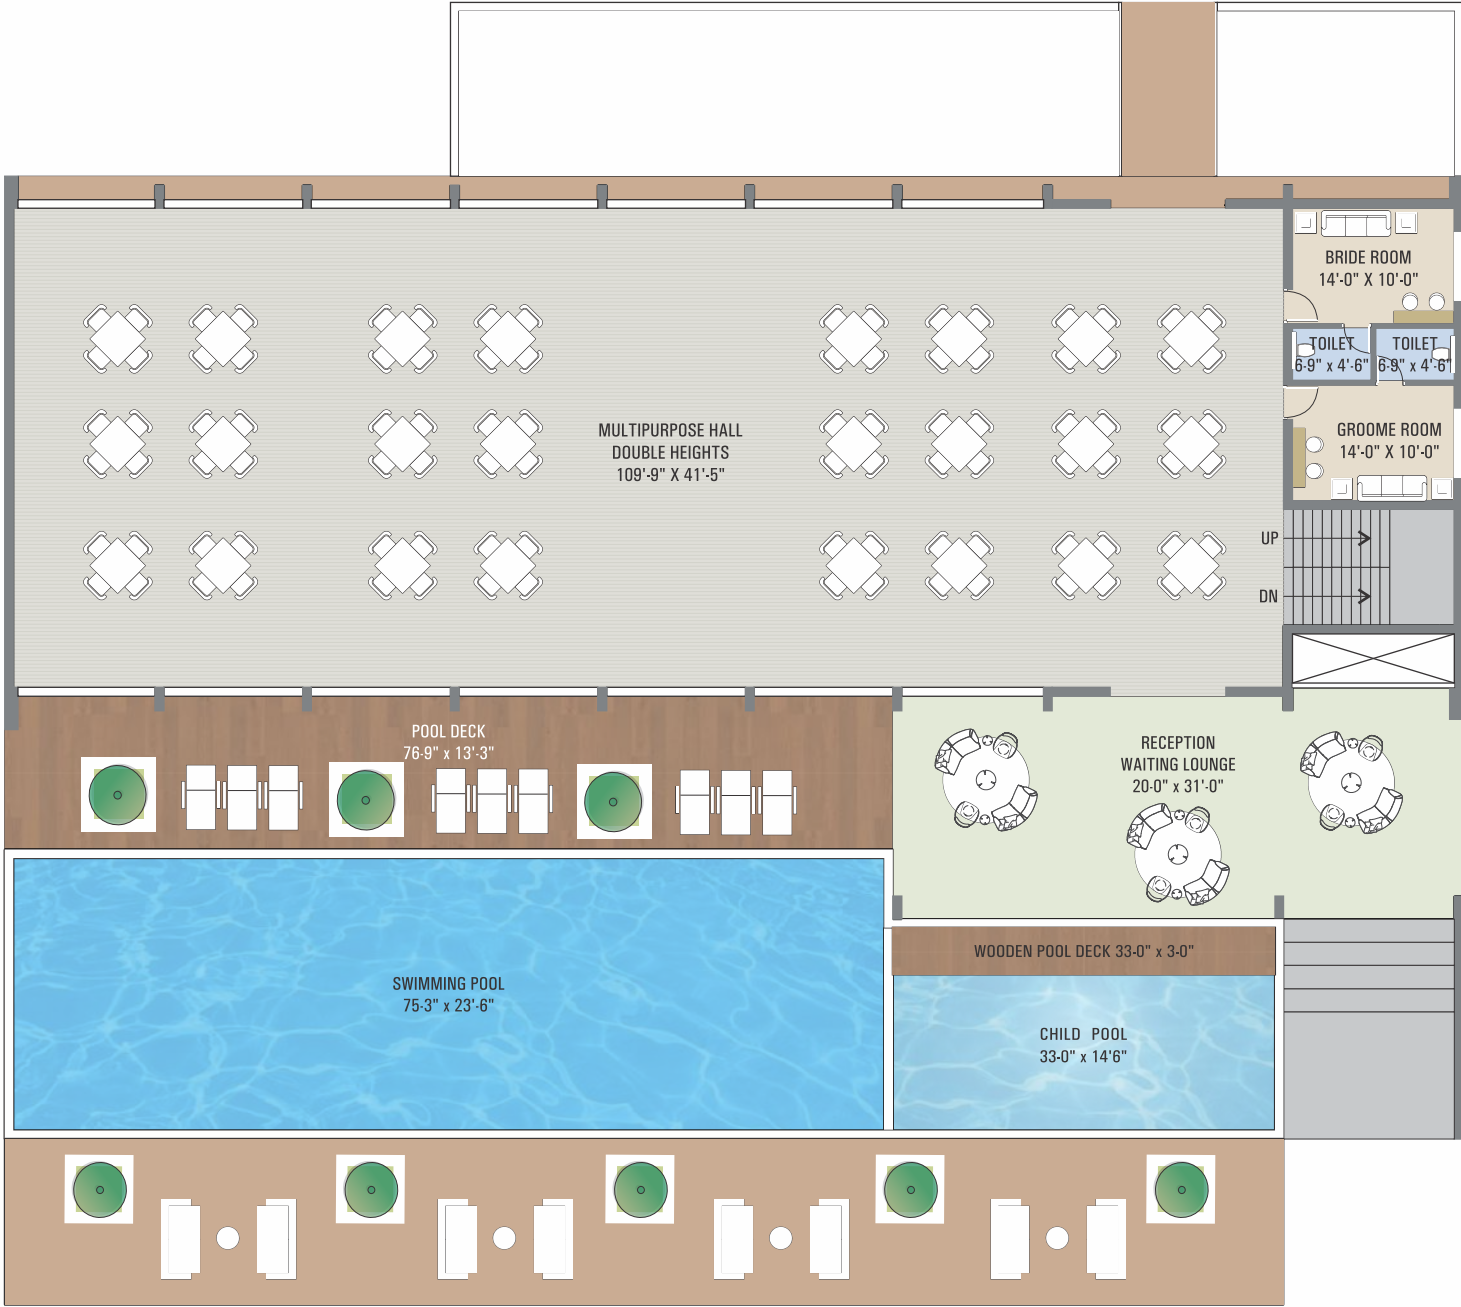 BRIDE ROOM
14'-0" X 10'-0"
TOILET
6-9" x 4'-6"
TOILET
6-9" x 4'-6"
GROOME ROOM
14'-0" X 10'-0"
MULTIPURPOSE HALL
DOUBLE HEIGHTS
109'-9" X 41'-5"
UP
DN
POOL DECK
76-9" x 13'-3"
RECEPTION
WAITING LOUNGE
20-0" x 31'-0"
WOODEN POOL DECK 33-0" x 3-0"
SWIMMING POOL
75-3" x 23'-6"
CHILD POOL
33-0" x 14'6"